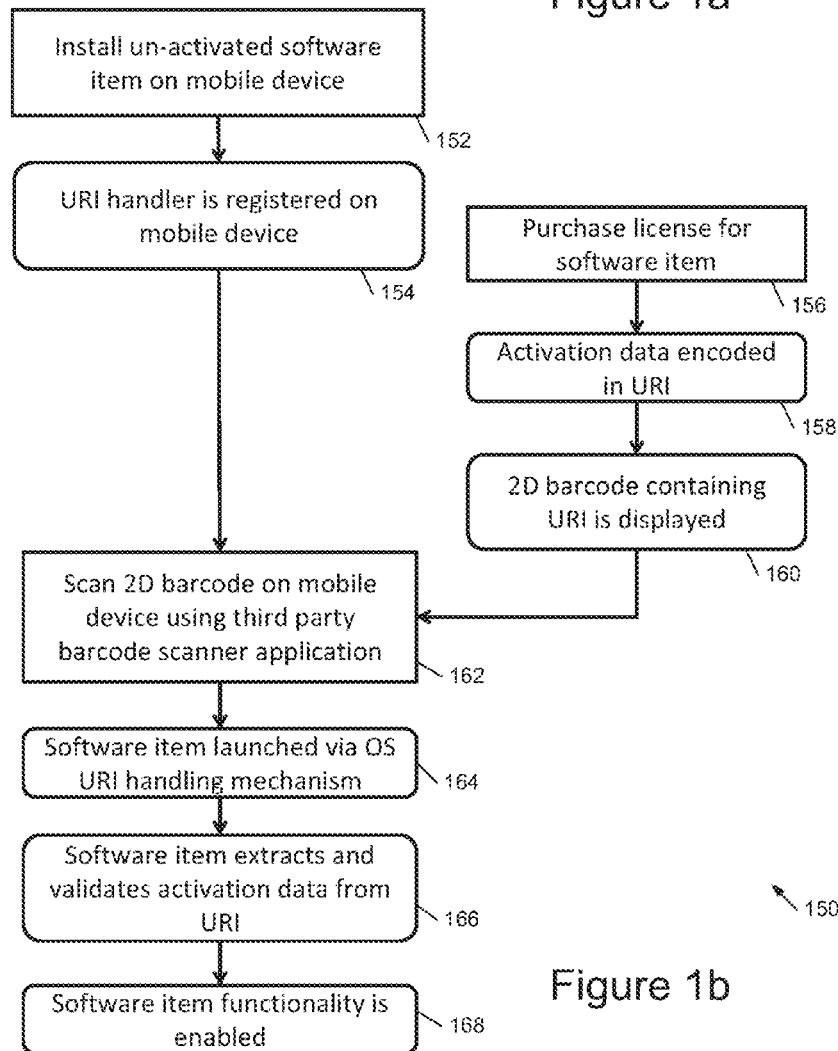 Figure 1a
Install un-activated software
item on mobile device
152
URI handler is registered on
mobile device
154
Purchase license for
software item
156
Activation data encoded
in URI
158
2D barcode containing
URI is displayed
160
Scan 2D barcode on mobile
device using third party
barcode scanner application
162
Software item launched via OS
URI handling mechanism
164
Software item extracts and
validates activation data from
URI
166
150
Software item functionality is
enabled
168
Figure 1b